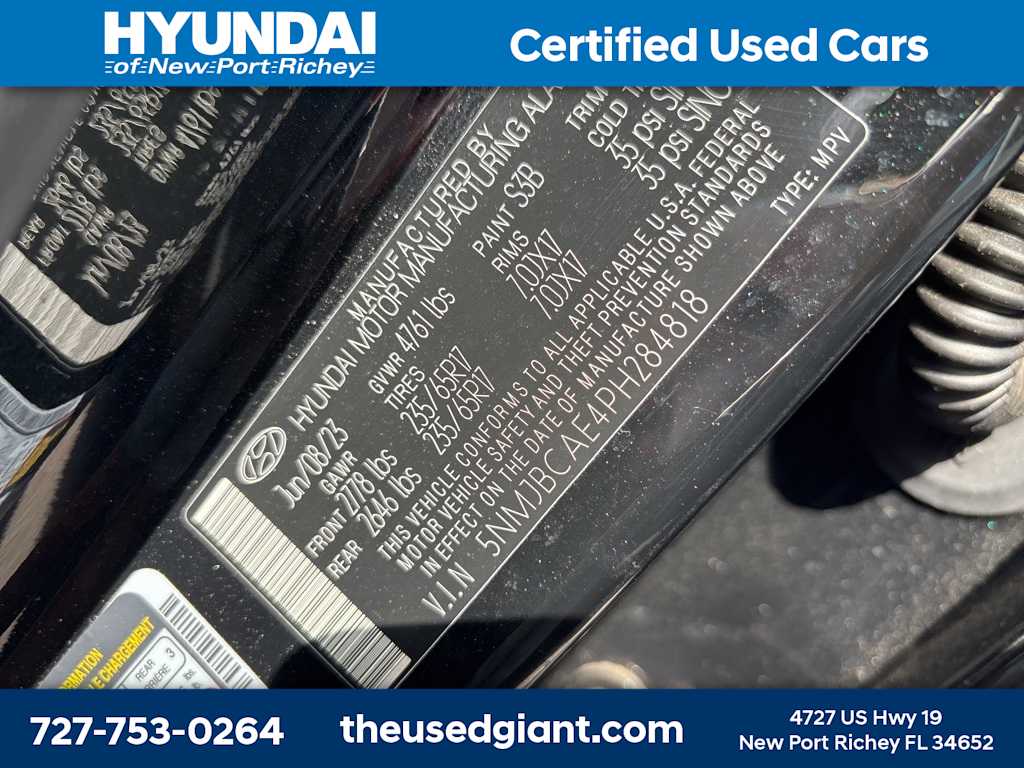 HYUNDAI
of New Port Richey
Certified Used Cars
MANUFACTURED BY
HYUNDAI MOTOR MANUFACTURING
Jun/08/23
GVWR 4761 lbs
PAINT S3B
TRIM
GAWR
TIRES
RIMS
COLD
FRONT 2778 lbs
235/65R17
7.0JX17
35 psi
REAR 2646 lbs
235/65R17
7.0JX17
35 psi
THIS VEHICLE CONFORMS TO ALL APPLICABLE U.S.A. FEDERAL
MOTOR VEHICLE SAFETY AND THEFT PREVENTION STANDARDS
IN EFFECT ON THE DATE OF MANUFACTURE SHOWN ABOVE
V.I.N 5NMJBCAE4PH284818
TYPE: MPV
LE CHARGEMENT
REAR 3
727-753-0264
theusedgiant.com
4727 US Hwy 19
New Port Richey FL 34652